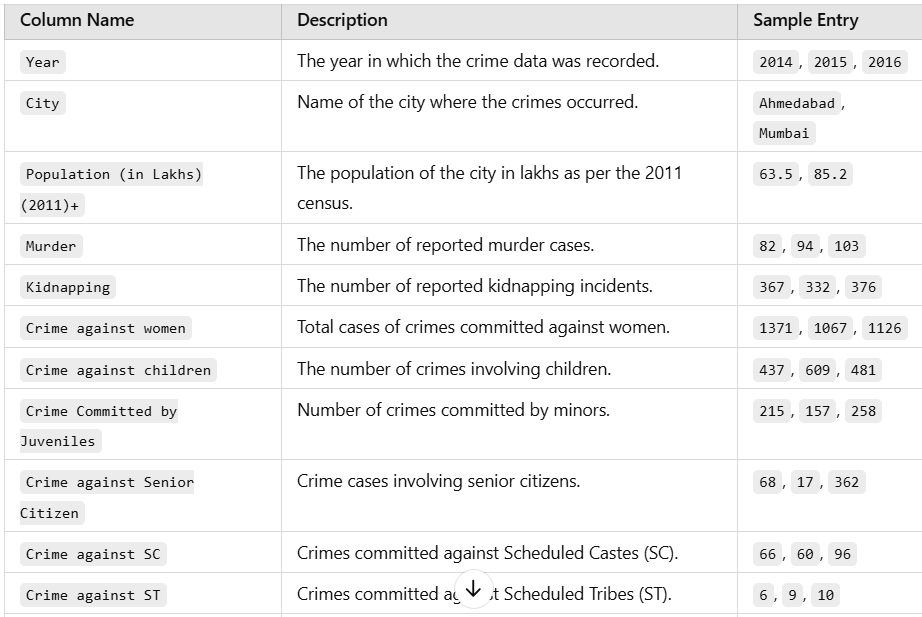 Column Name Description Sample Entry
Year The year in which the crime data was recorded. 2014 , 2015 , 2016
City Name of the city where the crimes occurred. Ahmedabad ,
Mumbai
Population (in Lakhs) The population of the city in lakhs as per the 2011 63.5 , 85.2
(2011)+ census.
Murder The number of reported murder cases. 82 , 94 , 103
Kidnapping The number of reported kidnapping incidents. 367 , 332 , 376
Crime against women Total cases of crimes committed against women. 1371 , 1067 , 1126
Crime against children The number of crimes involving children. 437 , 609 , 481
Crime Committed by Number of crimes committed by minors. 215 , 157 , 258
Juveniles
Crime against Senior Crime cases involving senior citizens. 68 , 17 , 362
Citizen
Crime against SC Crimes committed against Scheduled Castes (SC). 66 , 60 , 96
Crime against ST Crimes committed Scheduled Tribes (ST). 6 , 9 , 10